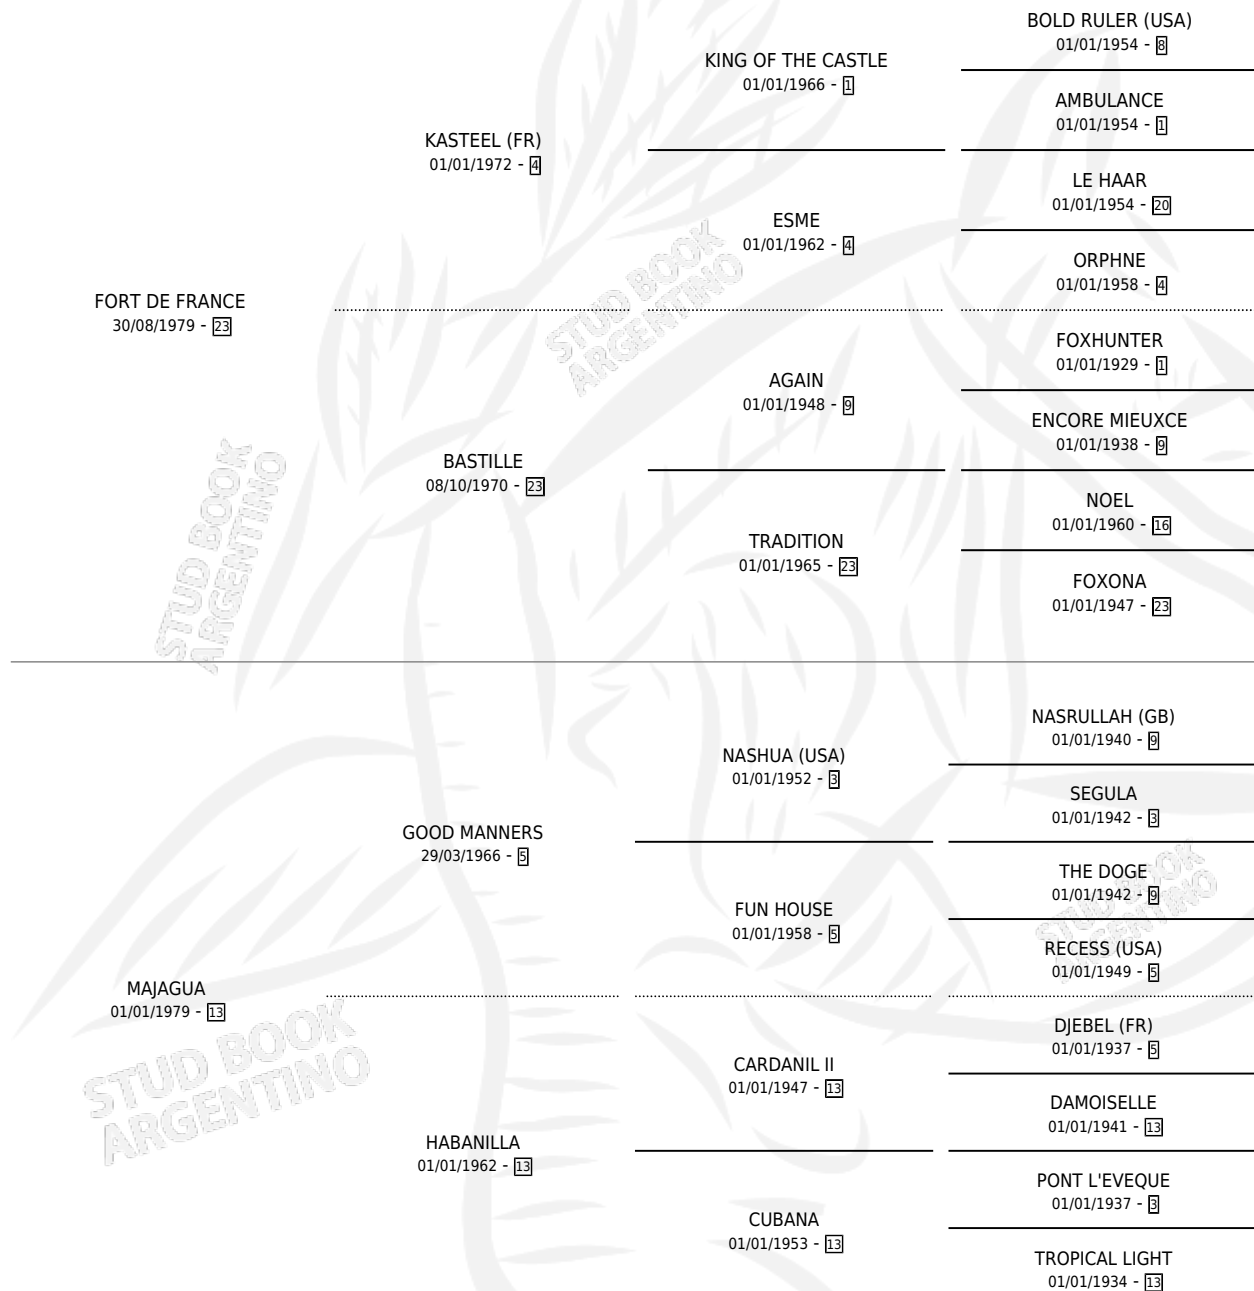 BOLD RULER (USA)
01/01/1954 - 8
KING OF THE CASTLE
01/01/1966 - 1
AMBULANCE
01/01/1954 - 1
KASTEEL (FR)
01/01/1972 - 4
LE HAAR
01/01/1954 - 20
ESME
01/01/1962 - 4
ORPHNE
01/01/1958 - 4
FORT DE FRANCE
30/08/1979 - 23
FOXHUNTER
01/01/1929 - 1
AGAIN
01/01/1948 - 9
ENCORE MIEUXCE
01/01/1938 - 9
BASTILLE
08/10/1970 - 23
NOEL
01/01/1960 - 16
TRADITION
01/01/1965 - 23
FOXONA
01/01/1947 - 23
STUD BOOK
ARGENTINO
STUD BOOK
ARGENTINO
NASRULLAH (GB)
01/01/1940 - 9
NASHUA (USA)
01/01/1952 - 3
SEGULA
01/01/1942 - 3
GOOD MANNERS
29/03/1966 - 5
THE DOGE
01/01/1942 - 9
FUN HOUSE
01/01/1958 - 5
RECESS (USA)
01/01/1949 - 5
STUD BOOK
ARGENTINO
MAJAGUA
01/01/1979 - 13
DJEBEL (FR)
01/01/1937 - 5
CARDANIL II
01/01/1947 - 13
DAMOISELLE
01/01/1941 - 13
STUD BOOK
ARGENTINO
HABANILLA
01/01/1962 - 13
PONT L'EVEQUE
01/01/1937 - 3
CUBANA
01/01/1953 - 13
TROPICAL LIGHT
01/01/1934 - 13